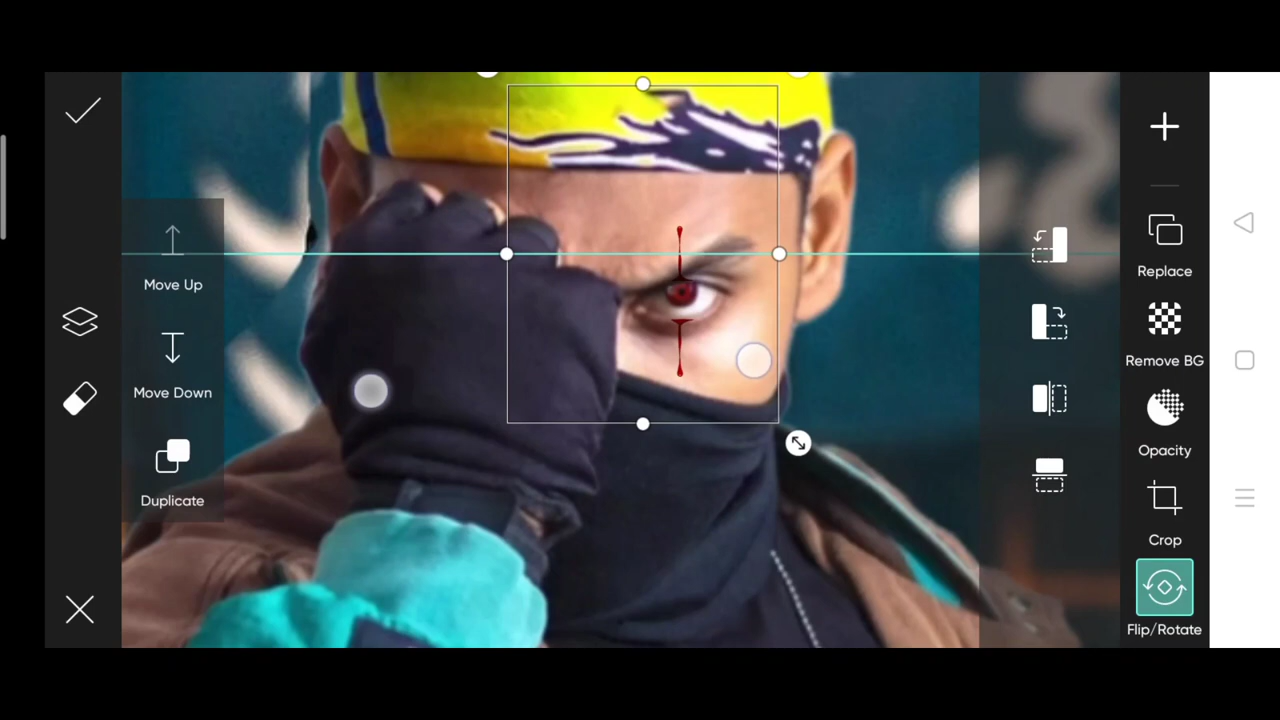 Move Up
Move Down
Duplicate
Replace
Remove BG
Opacity
Crop
Flip/Rotate